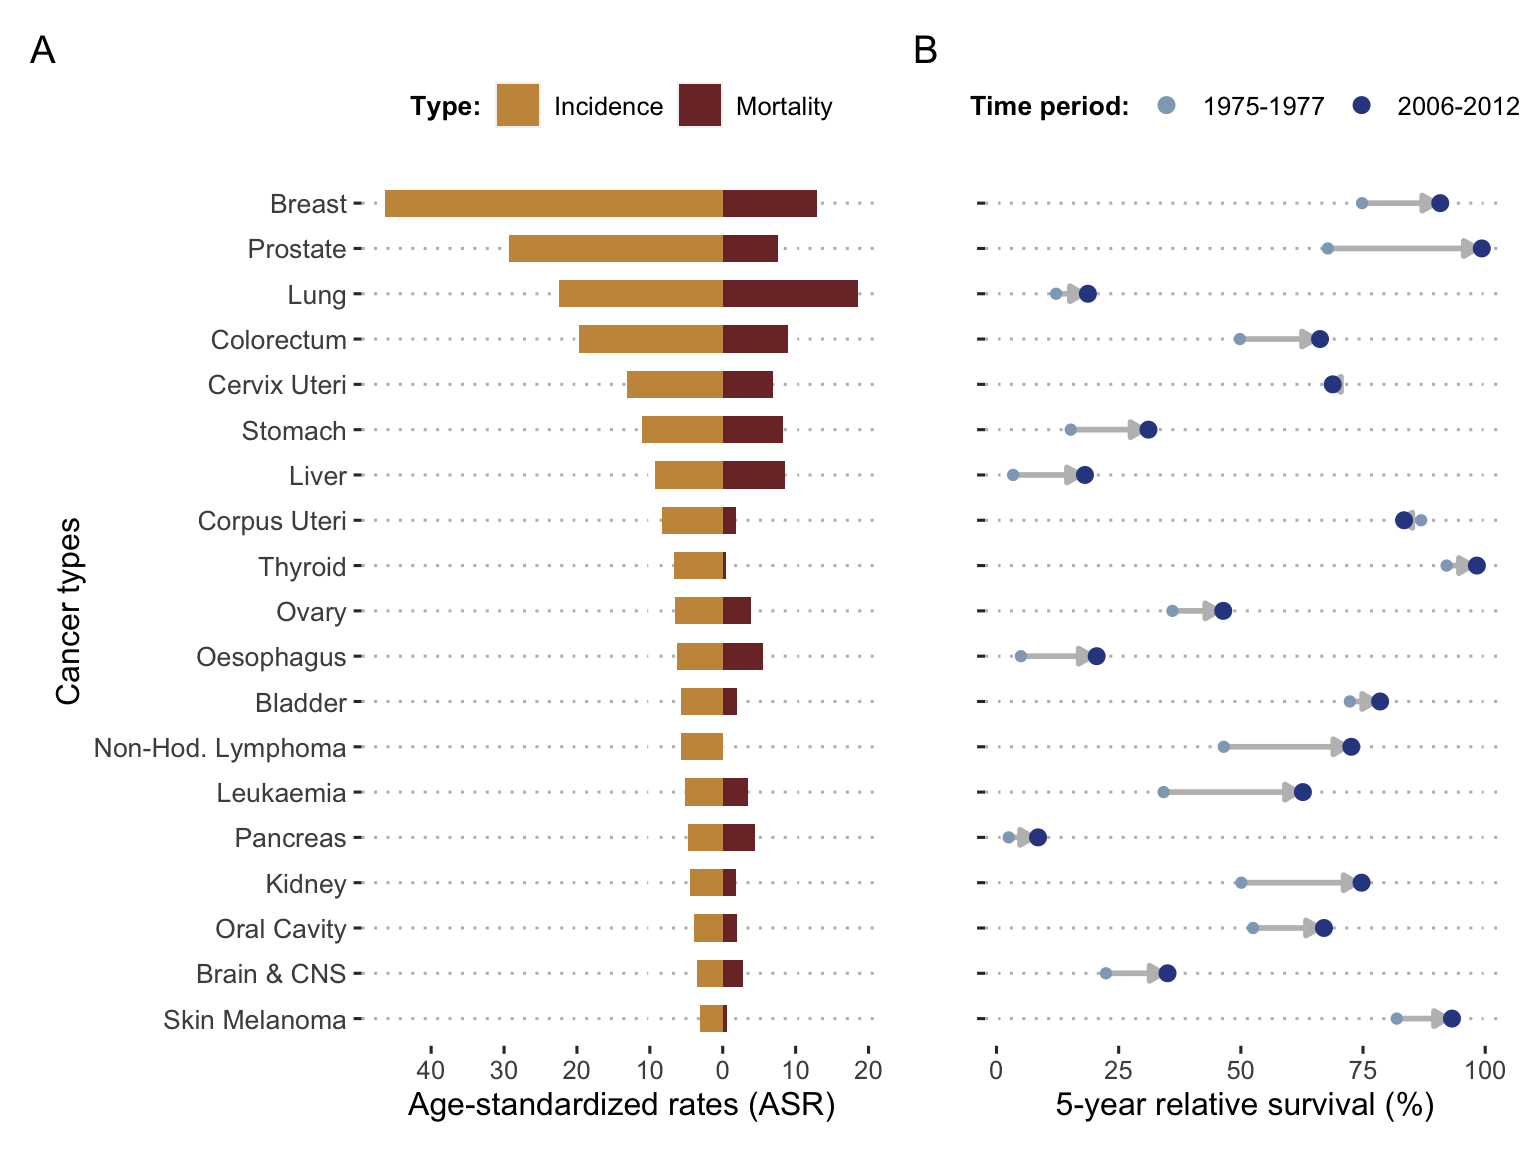 A
B
Type: Incidence Mortality
Time period: 1975-1977 2006-2012
Cancer types
Breast
Prostate
Lung
Colorectum
Cervix Uteri
Stomach
Liver
Corpus Uteri
Thyroid
Ovary
Oesophagus
Bladder
Non-Hod. Lymphoma
Leukaemia
Pancreas
Kidney
Oral Cavity
Brain & CNS
Skin Melanoma
40 30 20 10 0 10 20
0 25 50 75 100
Age-standardized rates (ASR)
5-year relative survival (%)